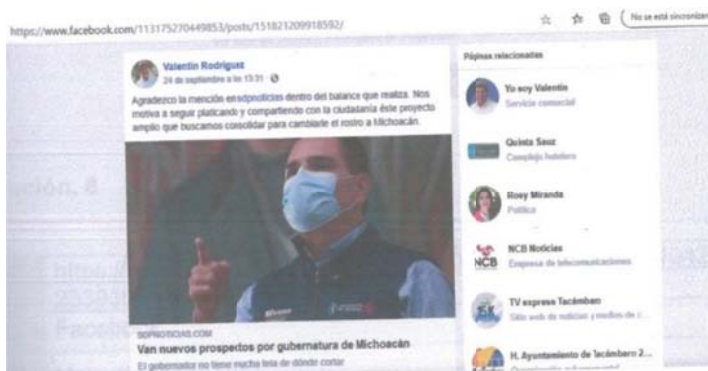 https://www.facebook.com/113175270449853/posts/151821209918592/
No se está sincronizan
Valentín Rodríguez
24 de septiembre a las 13:31
Agradezco la mención en sdpnoticias dentro del balance que realiza. Nos
motiva a seguir platicando y compartiendo con la ciudadanía éste proyecto
amplio que buscamos consolidar para cambiarle el rostro a Michoacán.
SDPNOTICIAS.COM
Van nuevos prospectos por gubernatura de Michoacán
El gobernador no tiene mucha tela de dónde cortar
Páginas relacionadas
Yo soy Valentín
Servicio comercial
Quinta Sauz
Complejo hotelero
Rosy Miranda
Política
NCB
NCB Noticias
Empresa de telecomunicaciones
TV express Tacámbaro
Sitio web de noticias y medios de c...
H. Ayuntamiento de Tacámbaro 2...
Organización gubernamental